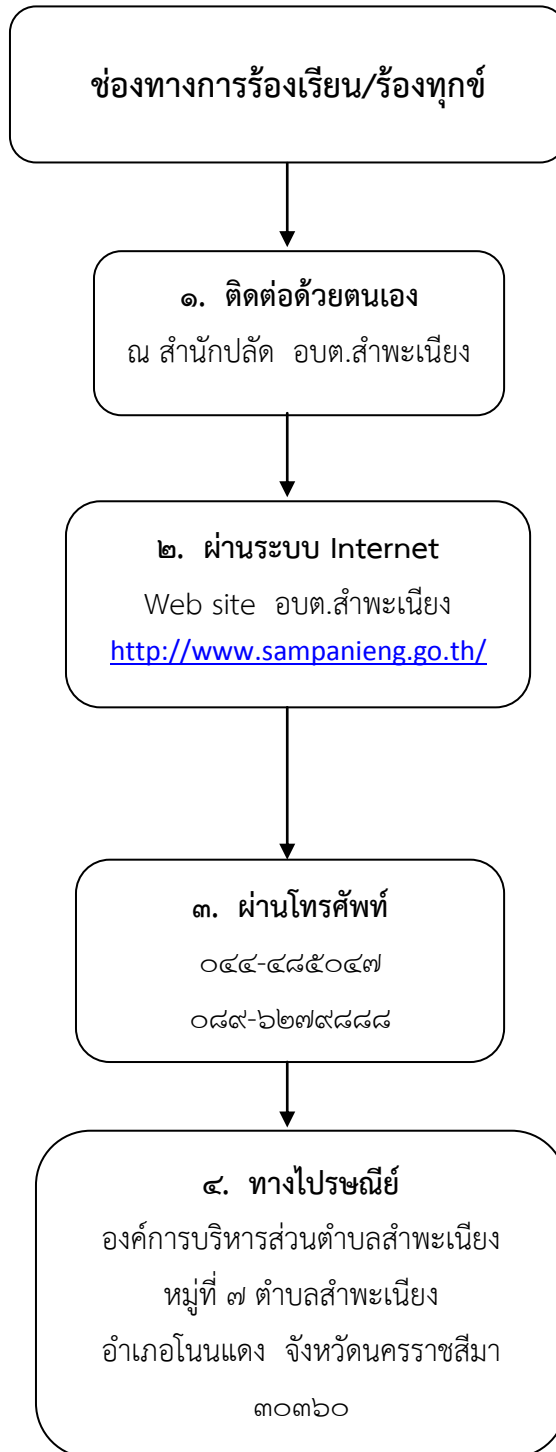 ช่องทางการร้องเรียน/ร้องทุกข์
๑. ติดต่อด้วยตนเอง
ณ สำนักปลัด อบต.สำพะเนียง
๒. ผ่านระบบ Internet
Web site อบต.สำพะเนียง
http://www.sampanieng.go.th/
๓. ผ่านโทรศัพท์
๐๔๔-๔๘๕๐๔๗
๐๘๙-๖๒๗๙๘๘๘
๔. ทางไปรษณีย์
องค์การบริหารส่วนตำบลสำพะเนียง
หมู่ที่ ๗ ตำบลสำพะเนียง
อำเภอโนนแดง จังหวัดนครราชสีมา
๓๐๓๖๐